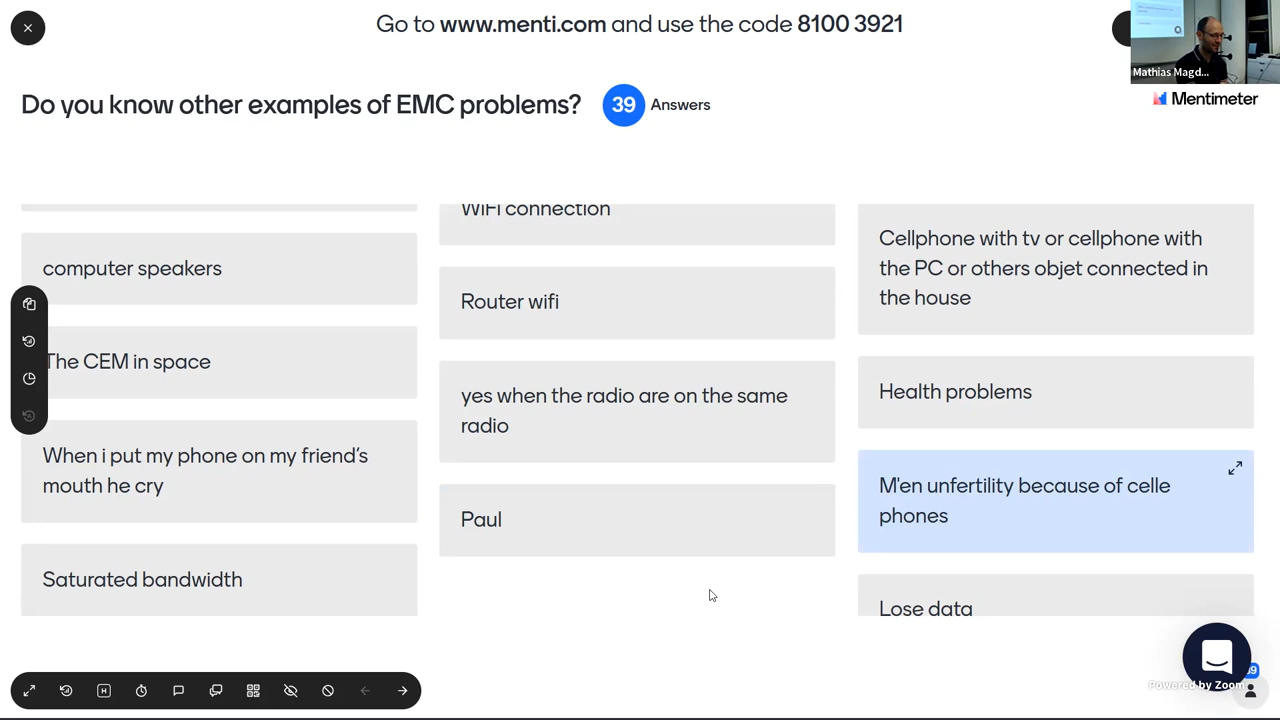 Go to www.menti.com and use the code 8100 3921
Mathias Magd...
Do you know other examples of EMC problems?
39
Answers
Mentimeter
computer speakers
The CEM in space
When i put my phone on my friend's
mouth he cry
Saturated bandwidth
WiFi connection
Router wifi
yes when the radio are on the same
radio
Paul
Cellphone with tv or cellphone with
the PC or others objet connected in
the house
Health problems
M'en unfertility because of celle
phones
Lose data
Powered by Zoom